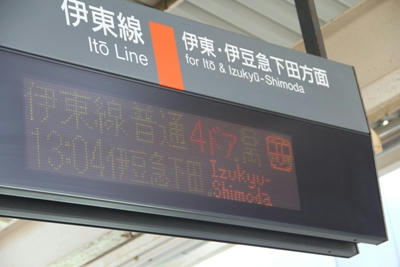 伊東線
Itō Line
伊東・伊豆急下田方面
for Itō & Izukyū-Shimoda
伊東線 普通 4ドア
13:04 伊豆急下田 Izukyu-
Shimoda